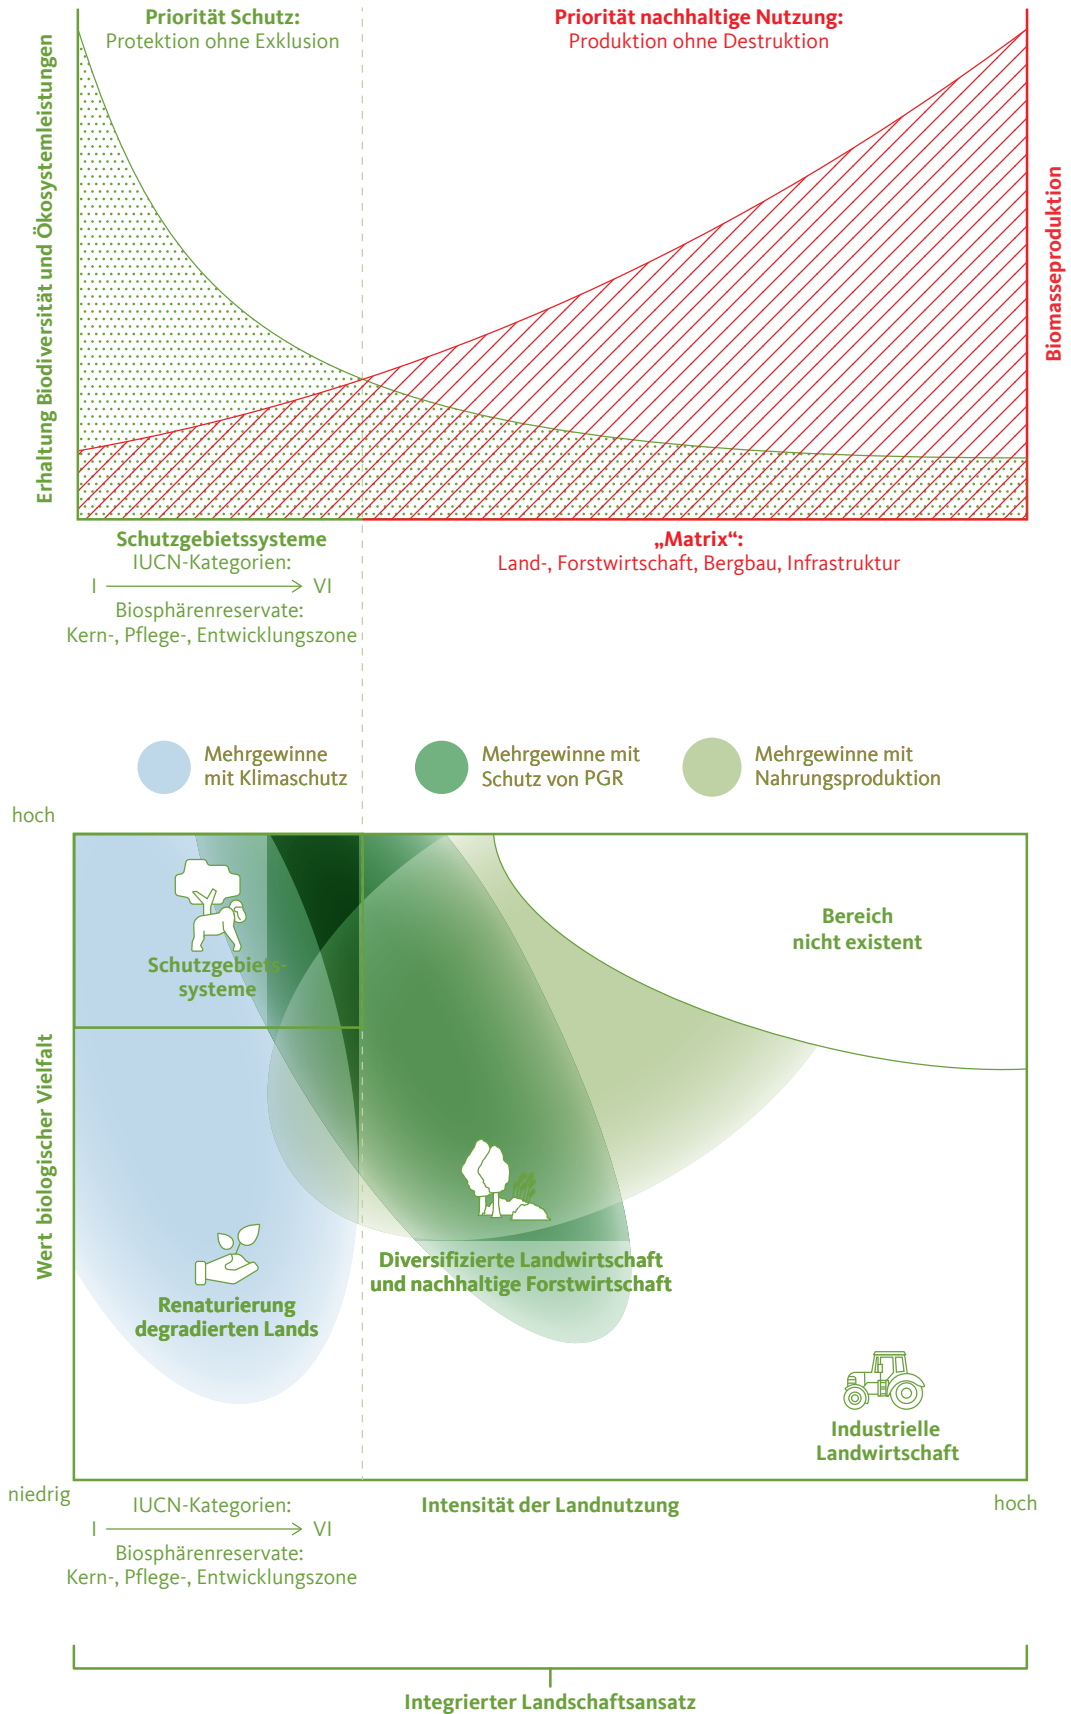 Priorität Schutz:
Protektion ohne Exklusion
Priorität nachhaltige Nutzung:
Produktion ohne Destruktion
Erhaltung Biodiversität und Ökosystemleistungen
Biomasseproduktion
Schutzgebietssysteme
IUCN-Kategorien:
I VI
Biosphärenreservate:
Kern-, Pflege-, Entwicklungszone
„Matrix“:
Land-, Forstwirtschaft, Bergbau, Infrastruktur
Mehrgewinne
mit Klimaschutz
Mehrgewinne mit
Schutz von PGR
Mehrgewinne mit
Nahrungsproduktion
hoch
Wert biologischer Vielfalt
Schutzgebiets-
systeme
Bereich
nicht existent
Diversifizierte Landwirtschaft
und nachhaltige Forstwirtschaft
Renaturierung
degradierten Lands
Industrielle
Landwirtschaft
niedrig
IUCN-Kategorien:
I VI
Biosphärenreservate:
Kern-, Pflege-, Entwicklungszone
Intensität der Landnutzung
hoch
Integrierter Landschaftsansatz